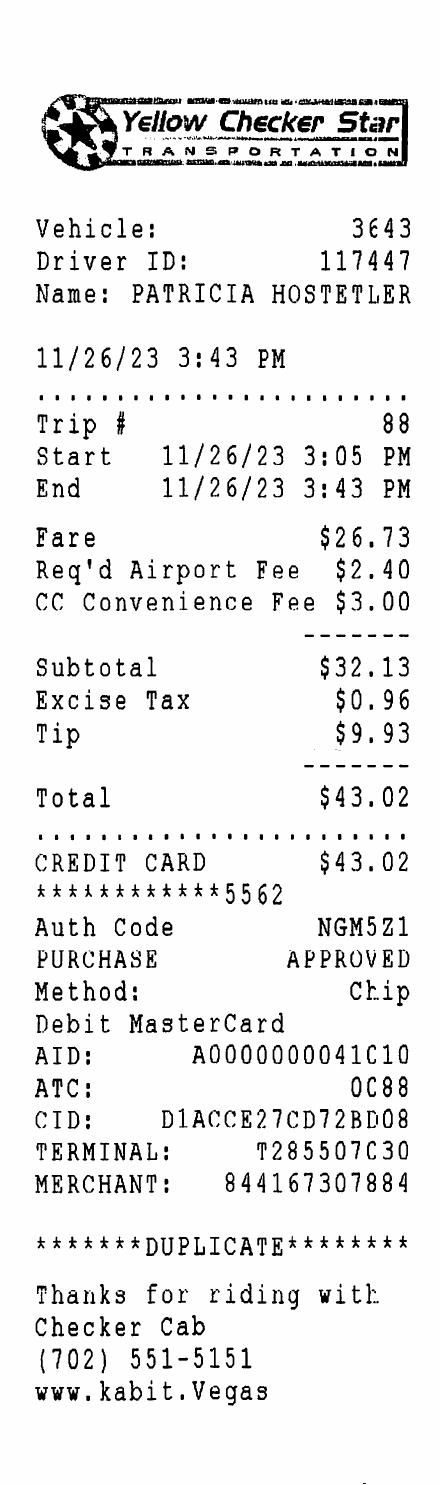 Yellow Checker Star
TRANSPORTATION
Vehicle: 3643
Driver ID: 117447
Name: PATRICIA HOSTETLER
11/26/23 3:43 PM
........................
Trip # 88
Start 11/26/23 3:05 PM
End 11/26/23 3:43 PM
Fare $26.73
Req'd Airport Fee $2.40
CC Convenience Fee $3.00
-------
Subtotal $32.13
Excise Tax $0.96
Tip $9.93
-------
Total $43.02
........................
CREDIT CARD $43.02
************5562
Auth Code NGM5Z1
PURCHASE APPROVED
Method: Chip
Debit MasterCard
AID: A0000000041010
ATC: 0C88
CID: D1ACCE27CD72BD08
TERMINAL: T285507C30
MERCHANT: 844167307884
*******DUPLICATE********
Thanks for riding with
Checker Cab
(702) 551-5151
www.kabit.Vegas